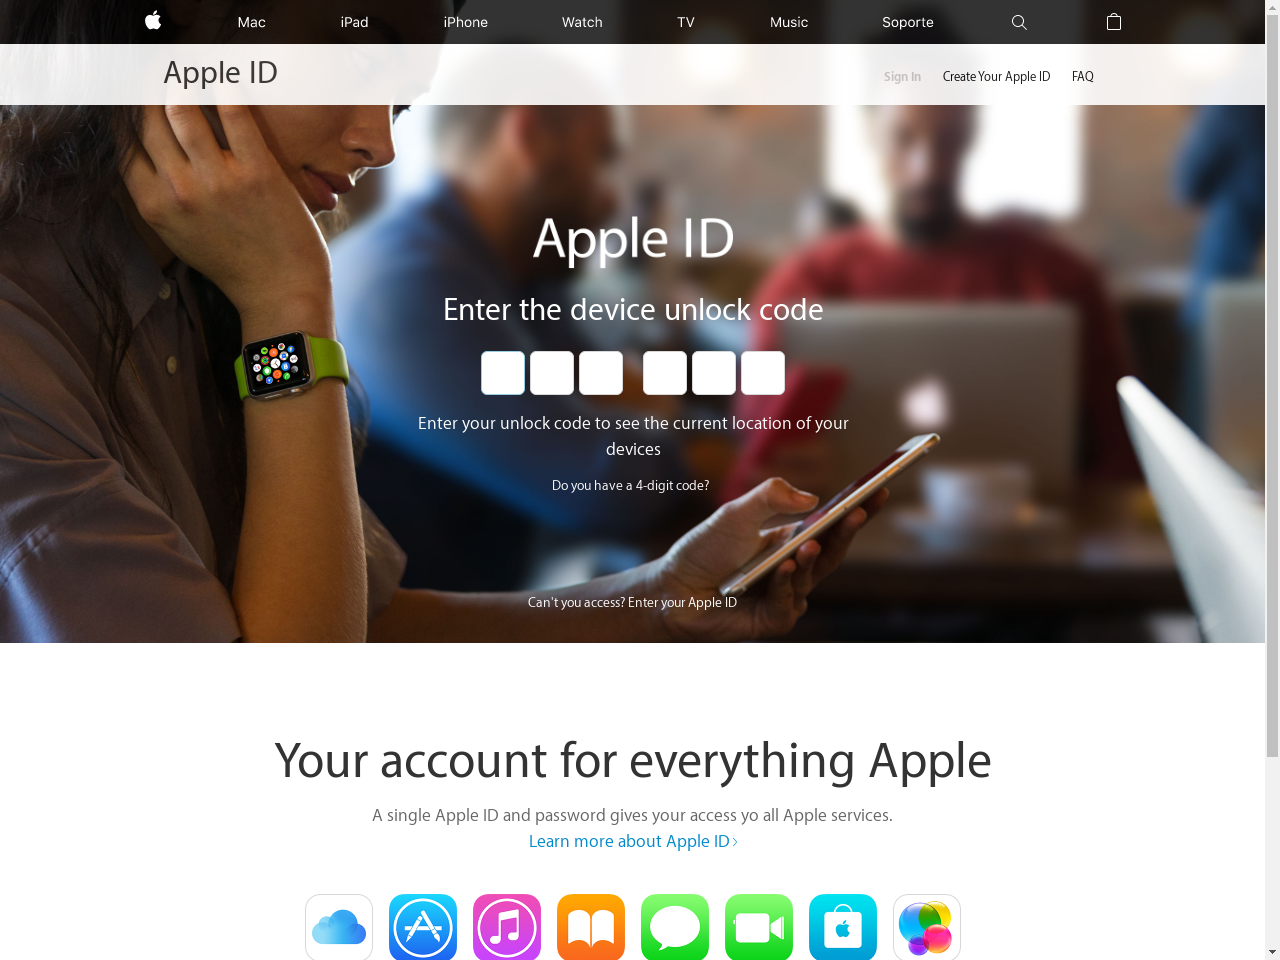 Mac iPad iPhone Watch TV Music Soporte
Apple ID
Sign In Create Your Apple ID FAQ
Apple ID
Enter the device unlock code
Enter your unlock code to see the current location of your
devices
Do you have a 4-digit code?
Can't you access? Enter your Apple ID
Your account for everything Apple
A single Apple ID and password gives your access yo all Apple services.
Learn more about Apple ID